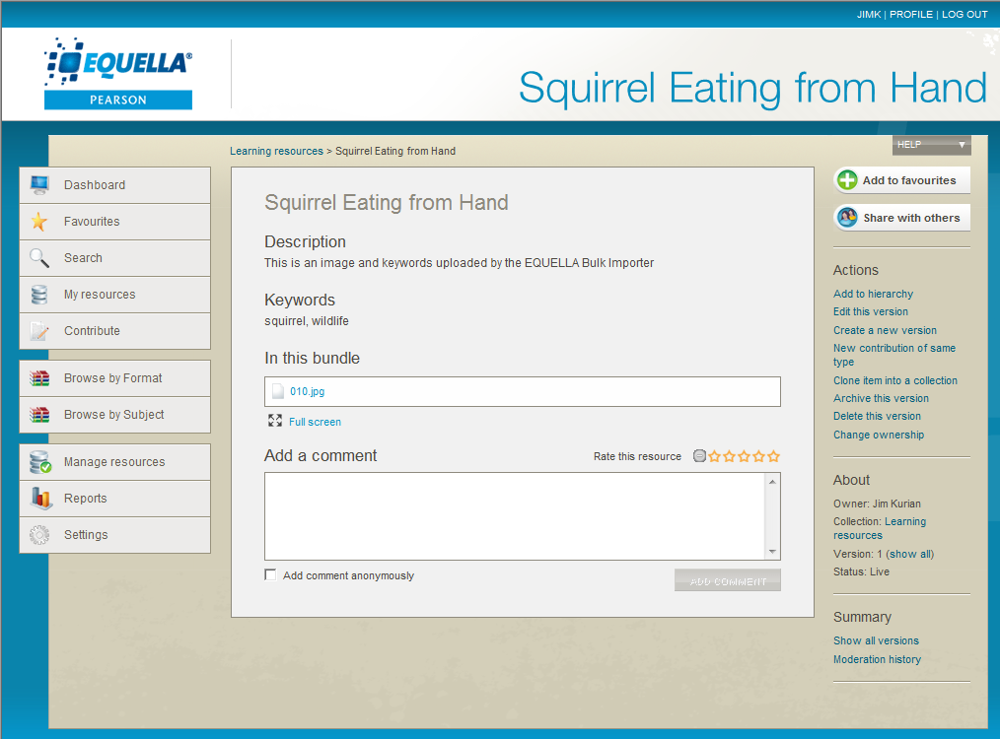 JIMK | PROFILE | LOG OUT
EQUELLA®
PEARSON
Squirrel Eating from Hand
Learning resources > Squirrel Eating from Hand
HELP
Dashboard
Favourites
Search
My resources
Contribute
Browse by Format
Browse by Subject
Manage resources
Reports
Settings
Squirrel Eating from Hand
Description
This is an image and keywords uploaded by the EQUELLA Bulk Importer
Keywords
squirrel, wildlife
In this bundle
010.jpg
Full screen
Add a comment
Rate this resource
Add comment anonymously
ADD COMMENT
Add to favourites
Share with others
Actions
Add to hierarchy
Edit this version
Create a new version
New contribution of same
type
Clone item into a collection
Archive this version
Delete this version
Change ownership
About
Owner: Jim Kurian
Collection: Learning
resources
Version: 1 (show all)
Status: Live
Summary
Show all versions
Moderation history